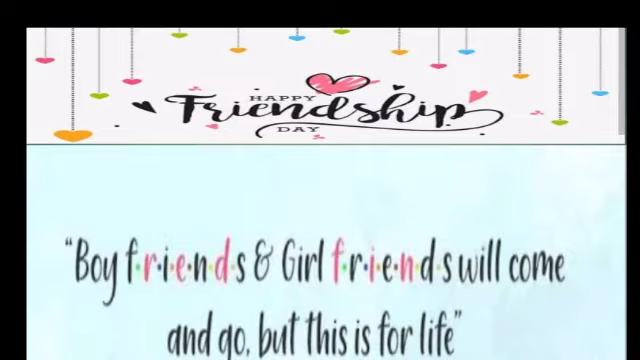 HAPPY
Friendship
DAY
"Boy f·r·i·e·n·d·s & Girl f·r·i·e·n·d·s will come
and go, but this is for life"